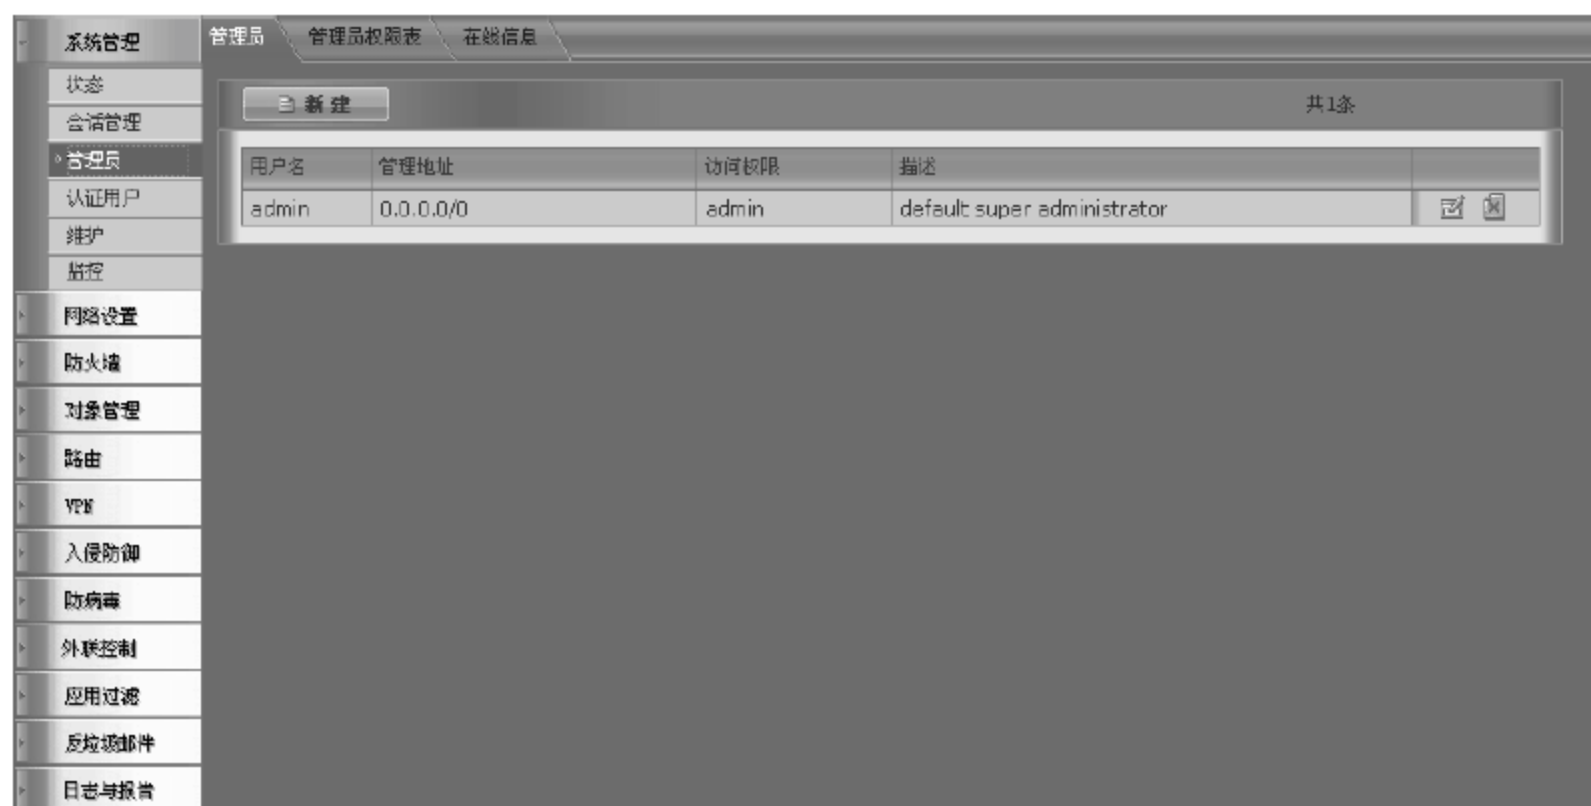 系统管理
状态
会话管理
管理员
认证用户
维护
监控
网络设置
防火墙
对象管理
路由
VPN
入侵防御
防病毒
外联控制
应用过滤
反垃圾邮件
日志与报告
管理员 管理员权限表 在线信息
新建 共1条
用户名 管理地址 访问权限 描述
admin 0.0.0.0/0 admin default super administrator